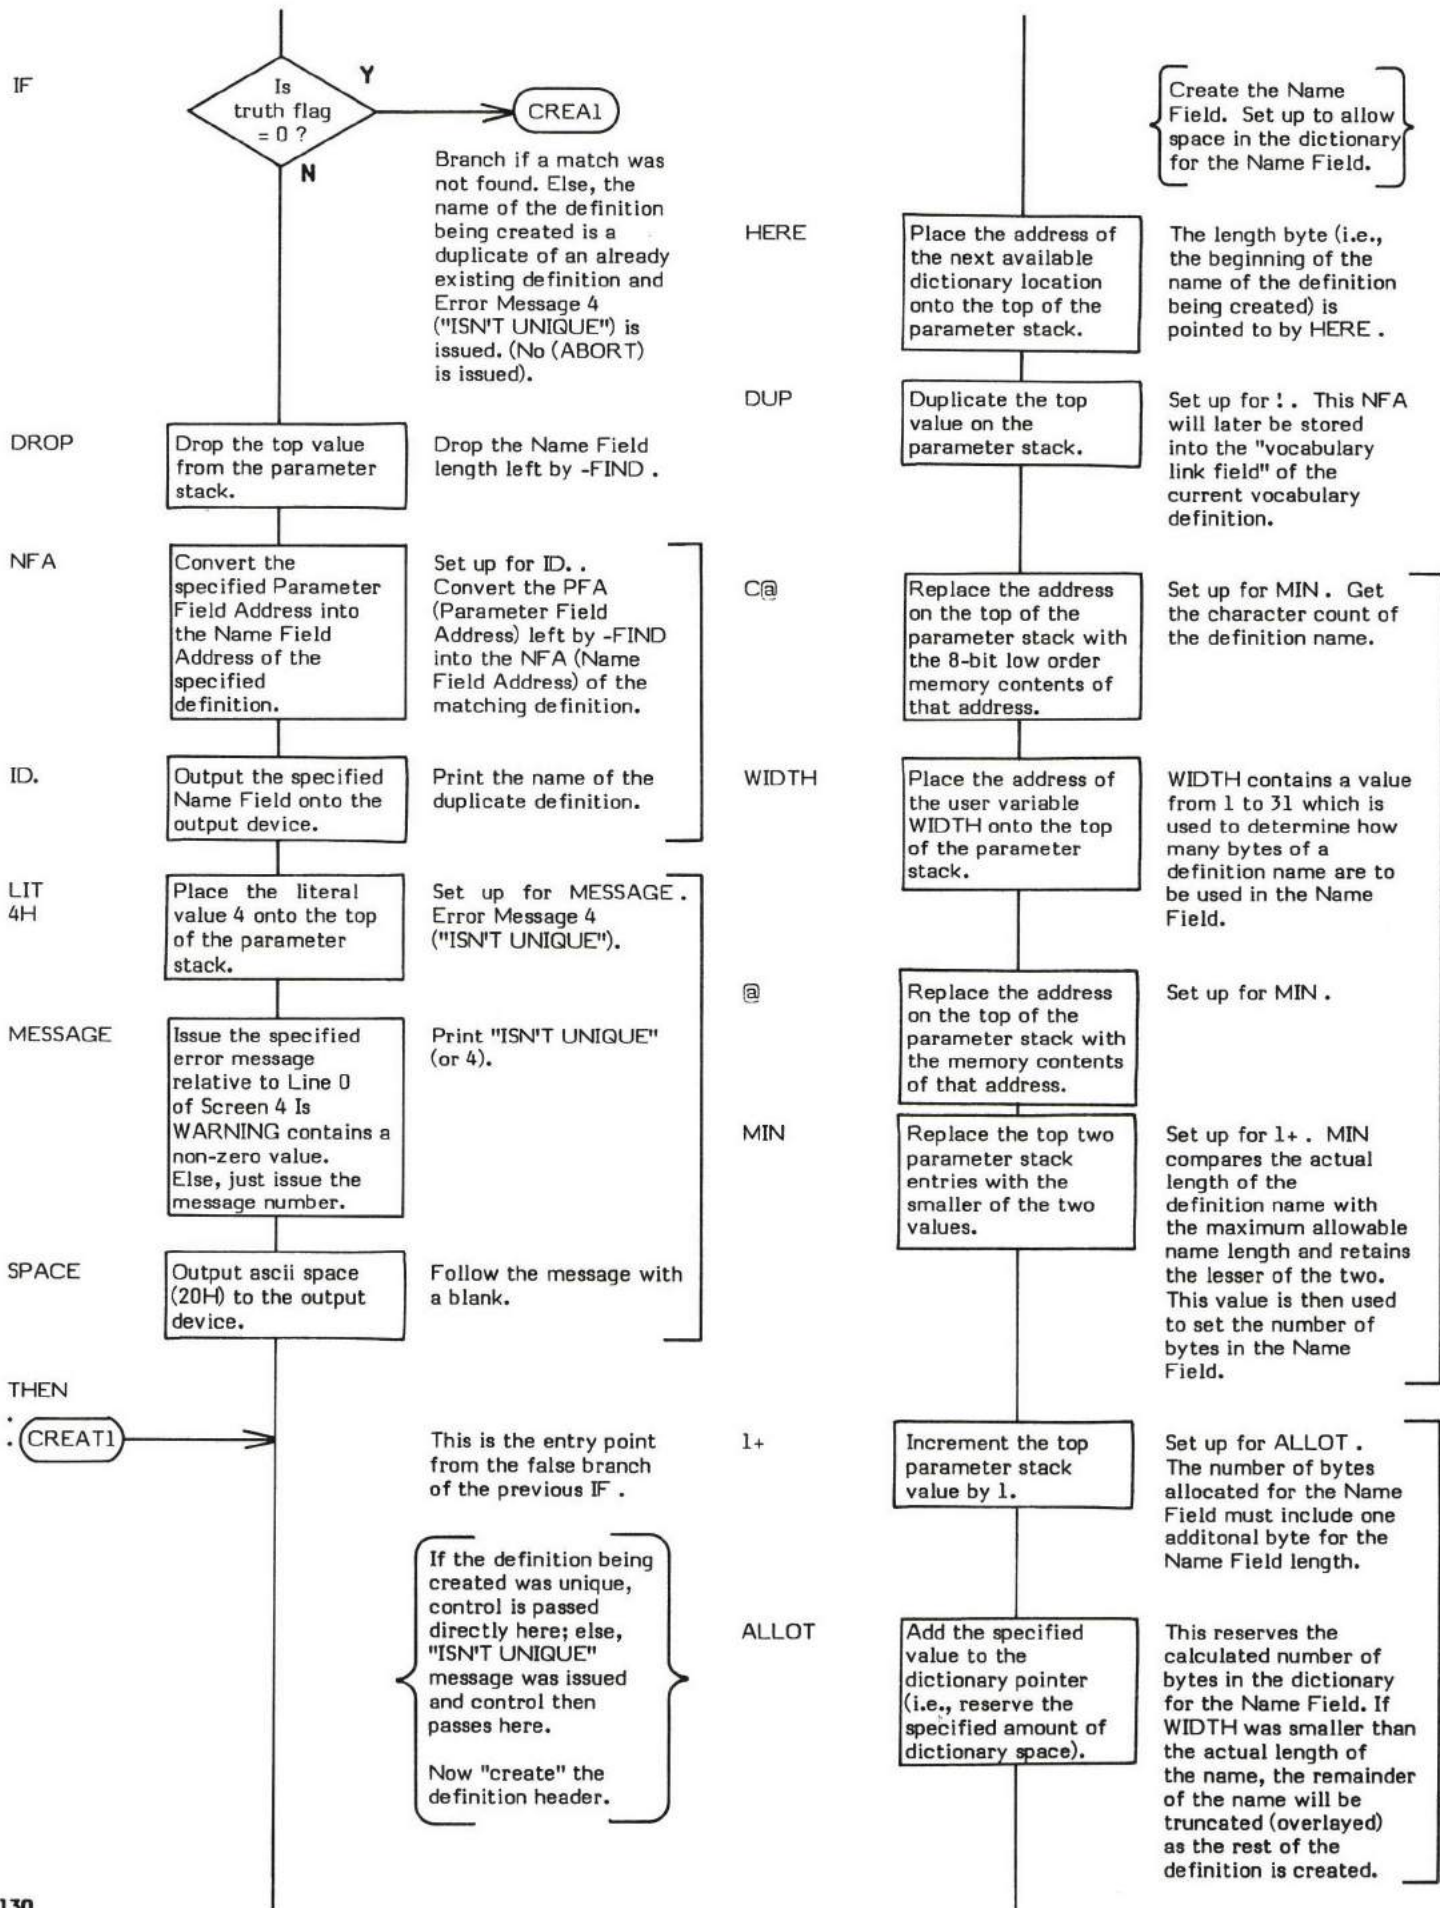 IF
Is
truth flag
= 0 ?
Y
N
CREA1
Branch if a match was
not found. Else, the
name of the definition
being created is a
duplicate of an already
existing definition and
Error Message 4
("ISN'T UNIQUE") is
issued. (No (ABORT)
is issued).
DROP
Drop the top value
from the parameter
stack.
Drop the Name Field
length left by -FIND .
NFA
Convert the
specified Parameter
Field Address into
the Name Field
Address of the
specified
definition.
Set up for ID. .
Convert the PFA
(Parameter Field
Address) left by -FIND
into the NFA (Name
Field Address) of the
matching definition.
ID.
Output the specified
Name Field onto the
output device.
Print the name of the
duplicate definition.
LIT
4H
Place the literal
value 4 onto the top
of the parameter
stack.
Set up for MESSAGE .
Error Message 4
("ISN'T UNIQUE").
MESSAGE
Issue the specified
error message
relative to Line 0
of Screen 4 Is
WARNING contains a
non-zero value.
Else, just issue the
message number.
Print "ISN'T UNIQUE"
(or 4).
SPACE
Output ascii space
(20H) to the output
device.
Follow the message with
a blank.
THEN
: CREAT1
This is the entry point
from the false branch
of the previous IF .
If the definition being
created was unique,
control is passed
directly here; else,
"ISN'T UNIQUE"
message was issued
and control then
passes here.
Now "create" the
definition header.
130
Create the Name
Field. Set up to allow
space in the dictionary
for the Name Field.
HERE
Place the address of
the next available
dictionary location
onto the top of the
parameter stack.
The length byte (i.e.,
the beginning of the
name of the definition
being created) is
pointed to by HERE .
DUP
Duplicate the top
value on the
parameter stack.
Set up for ! . This NFA
will later be stored
into the "vocabulary
link field" of the
current vocabulary
definition.
C@
Replace the address
on the top of the
parameter stack with
the 8-bit low order
memory contents of
that address.
Set up for MIN . Get
the character count of
the definition name.
WIDTH
Place the address of
the user variable
WIDTH onto the top
of the parameter
stack.
WIDTH contains a value
from 1 to 31 which is
used to determine how
many bytes of a
definition name are to
be used in the Name
Field.
@
Replace the address
on the top of the
parameter stack with
the memory contents
of that address.
Set up for MIN .
MIN
Replace the top two
parameter stack
entries with the
smaller of the two
values.
Set up for 1+ . MIN
compares the actual
length of the
definition name with
the maximum allowable
name length and retains
the lesser of the two.
This value is then used
to set the number of
bytes in the Name
Field.
1+
Increment the top
parameter stack
value by 1.
Set up for ALLOT .
The number of bytes
allocated for the Name
Field must include one
additonal byte for the
Name Field length.
ALLOT
Add the specified
value to the
dictionary pointer
(i.e., reserve the
specified amount of
dictionary space).
This reserves the
calculated number of
bytes in the dictionary
for the Name Field. If
WIDTH was smaller than
the actual length of
the name, the remainder
of the name will be
truncated (overlayed)
as the rest of the
definition is created.